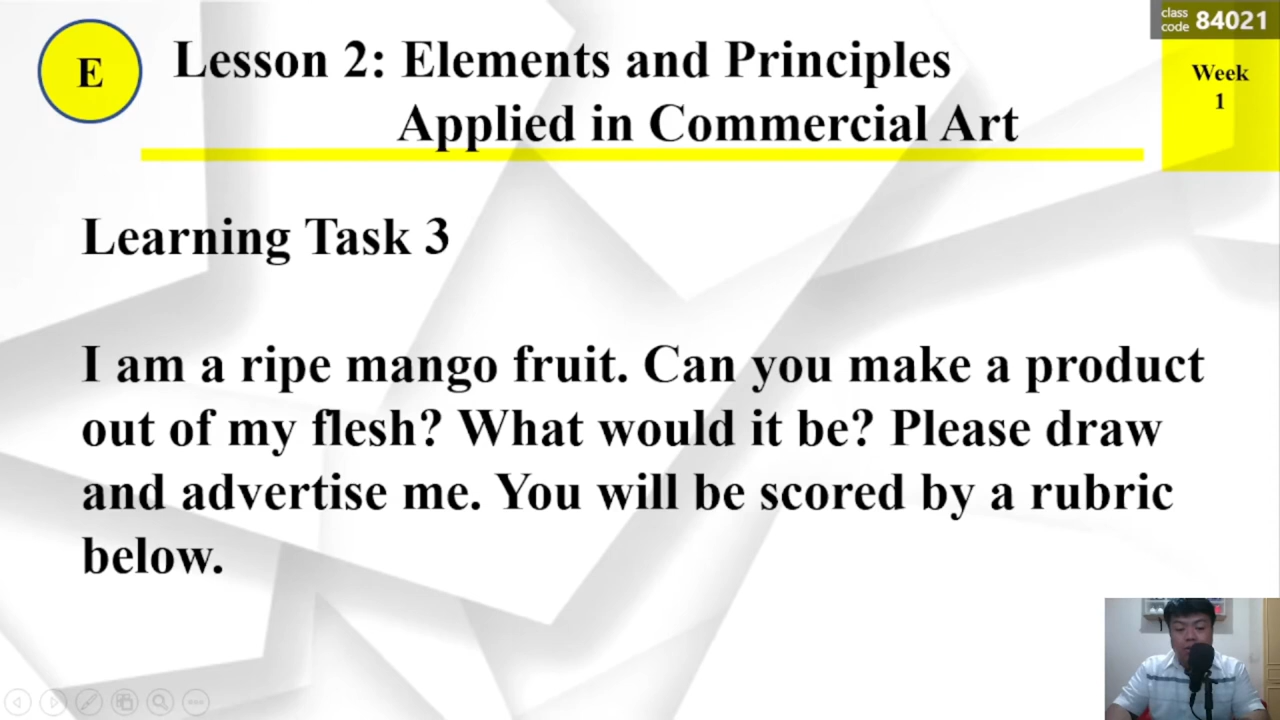 class
code 84021
E
Lesson 2: Elements and Principles
Applied in Commercial Art
Week
1
Learning Task 3
I am a ripe mango fruit. Can you make a product
out of my flesh? What would it be? Please draw
and advertise me. You will be scored by a rubric
below.